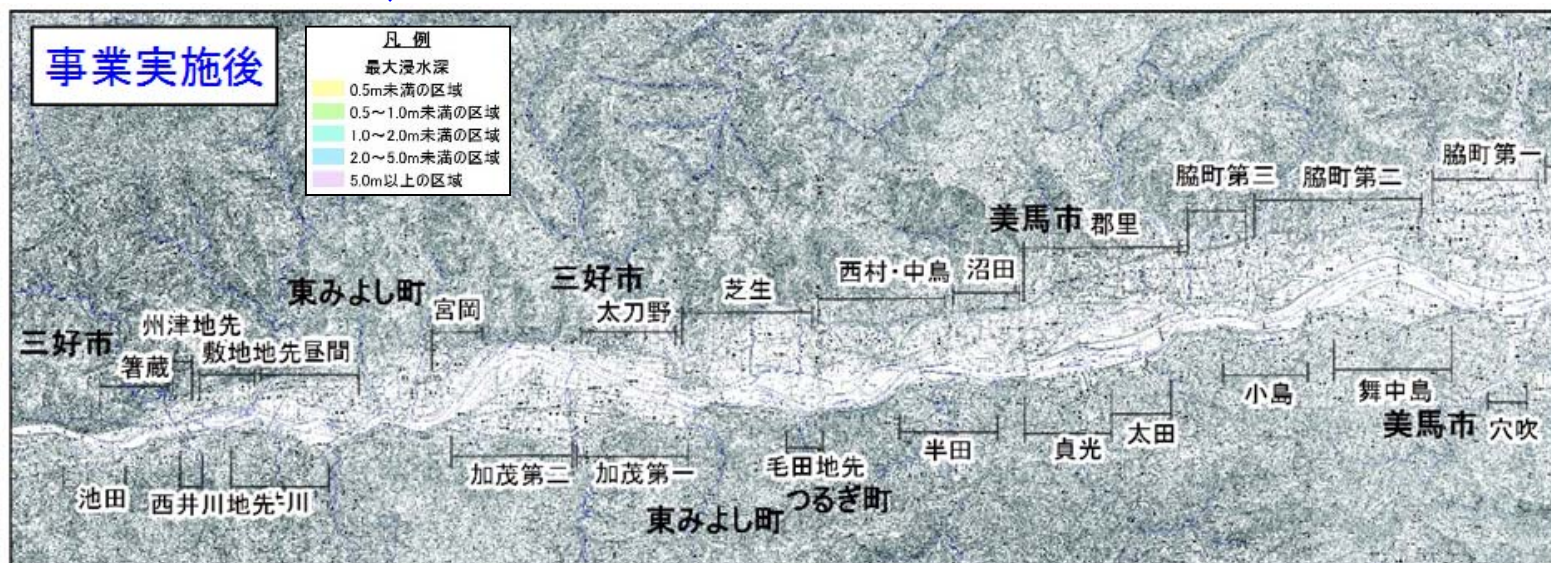 事業実施後
凡例
最大浸水深
0.5m未満の区域
0.5～1.0m未満の区域
1.0～2.0m未満の区域
2.0～5.0m未満の区域
5.0m以上の区域
脇町第一
脇町第三
脇町第二
美馬市
郡里
西村・中鳥
沼田
三好市
太刀野
芝生
東みよし町
宮岡
州津地先
三好市
箸蔵
敷地地先
昼間
小島
舞中島
美馬市
穴吹
池田
西井川地先
川
加茂第二
加茂第一
毛田地先
半田
貞光
太田
つるぎ町
東みよし町